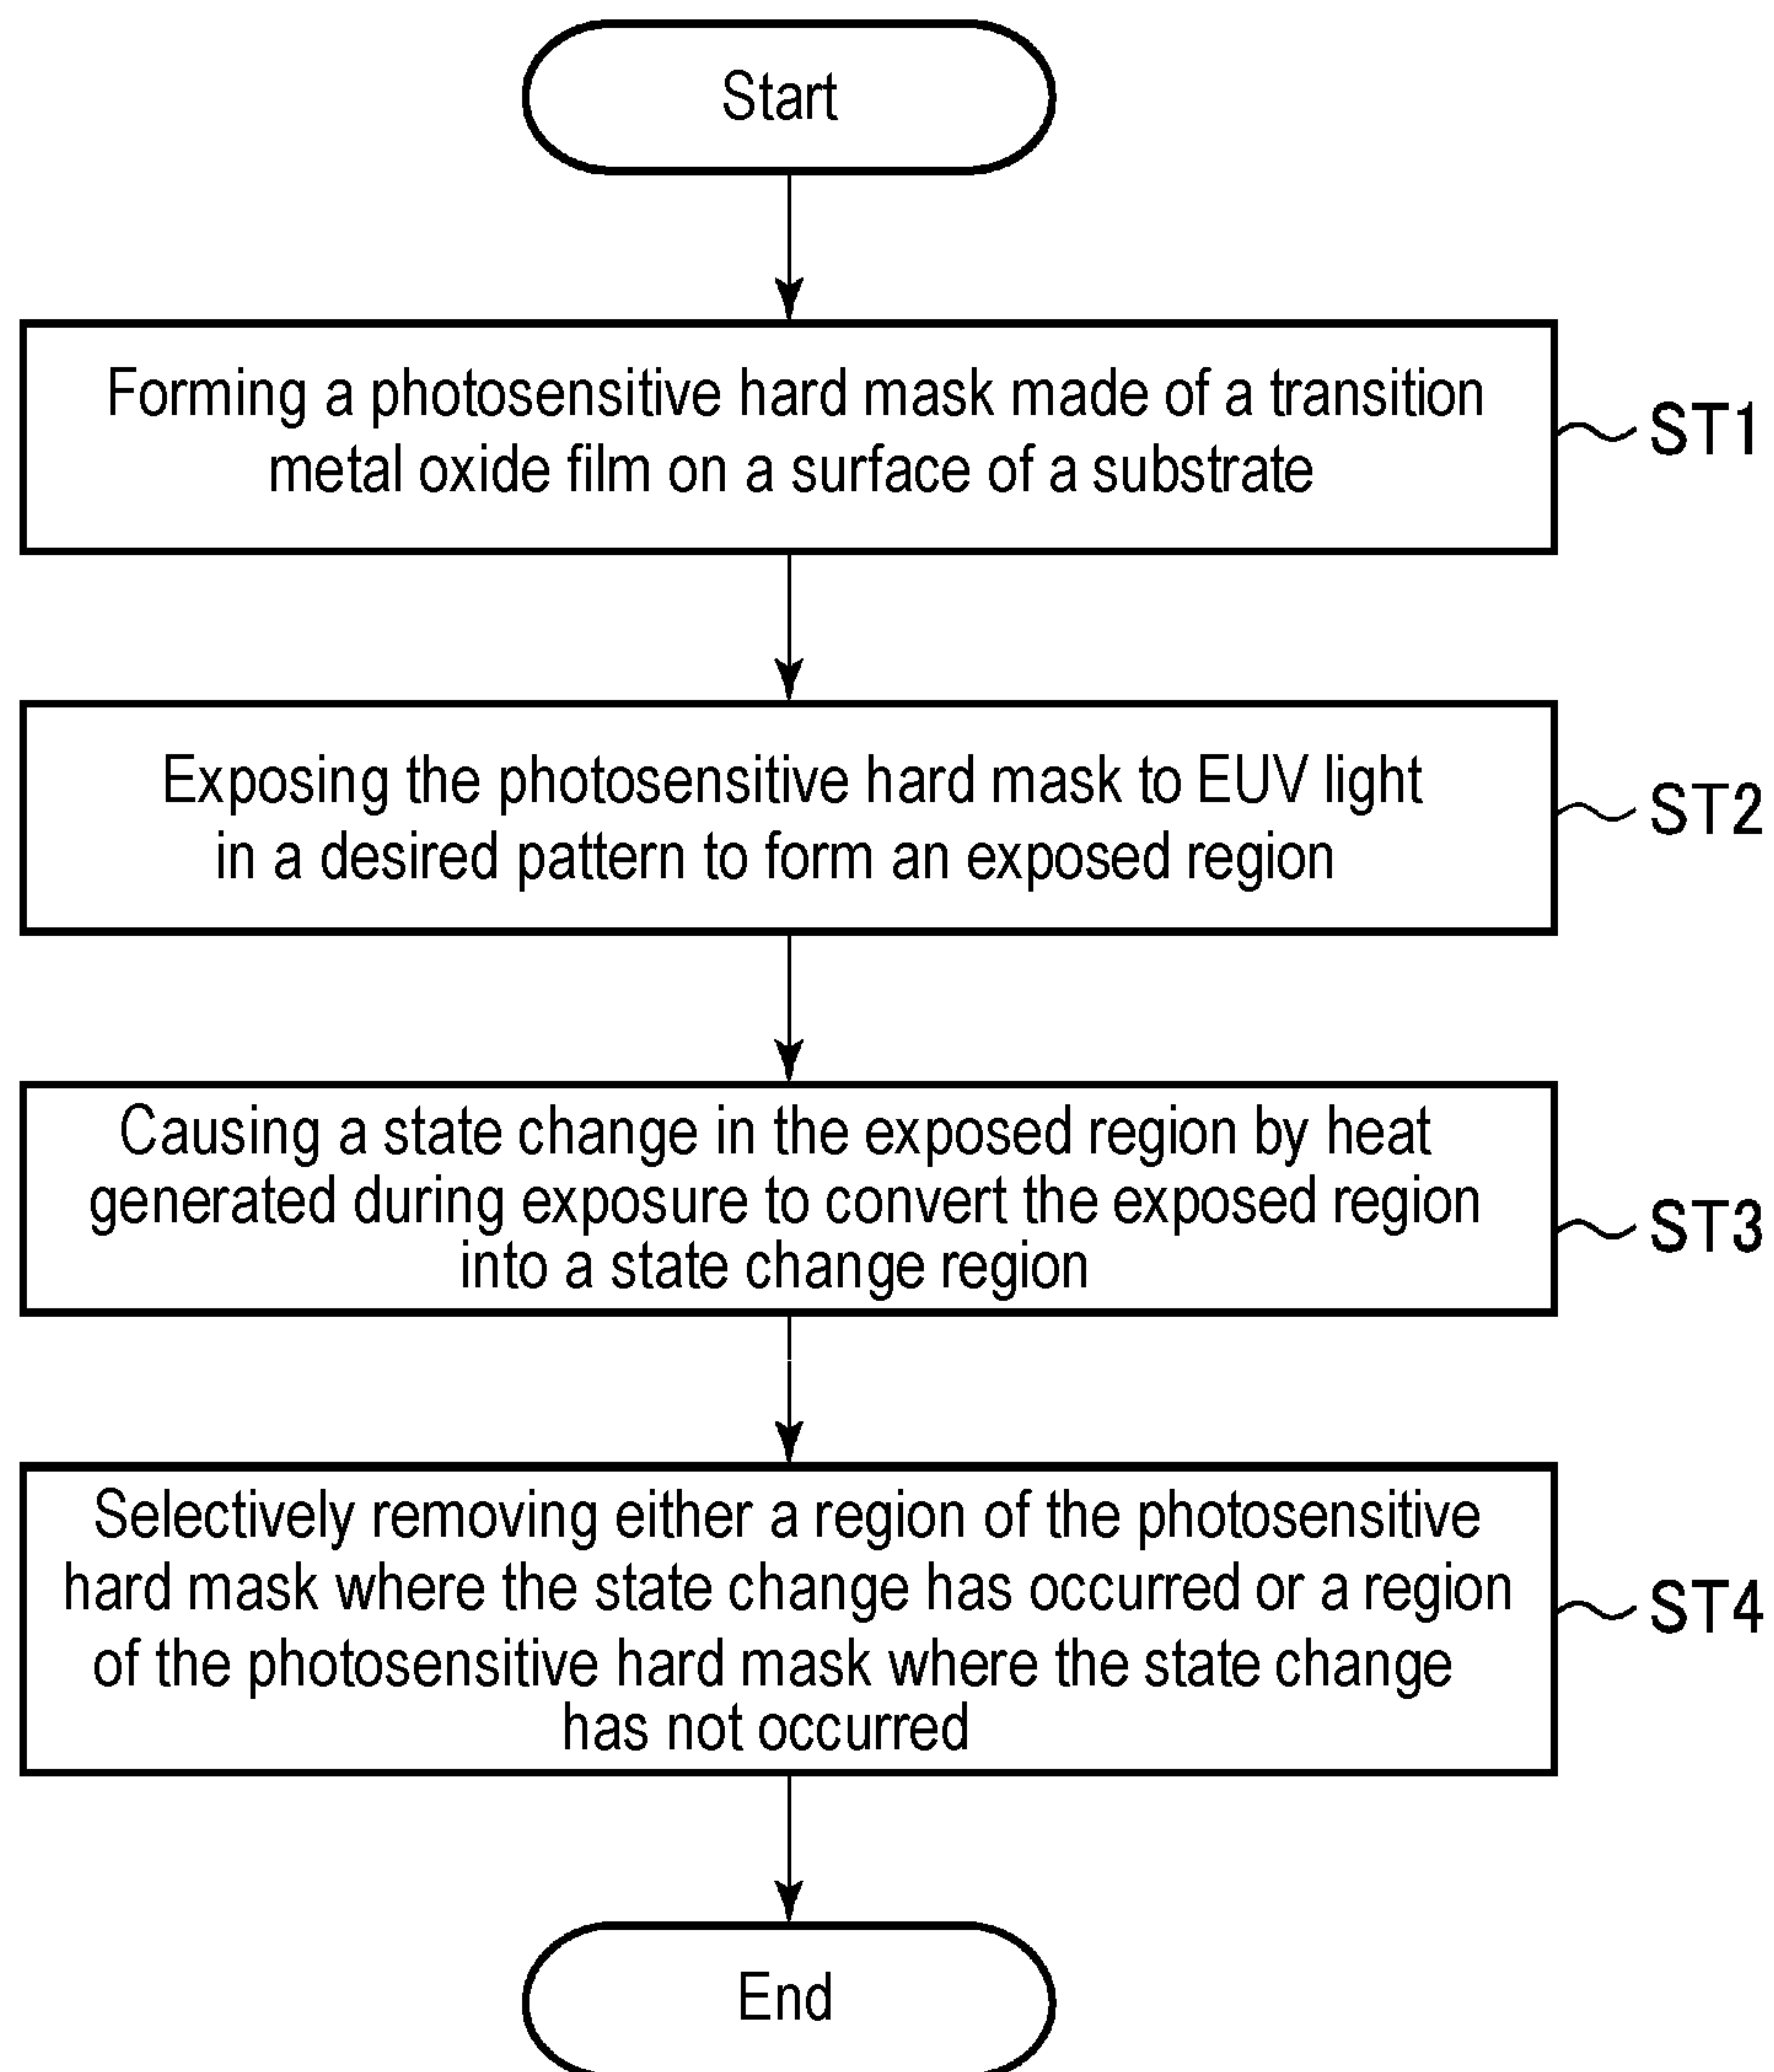 Start
Forming a photosensitive hard mask made of a transition
metal oxide film on a surface of a substrate
ST1
Exposing the photosensitive hard mask to EUV light
in a desired pattern to form an exposed region
ST2
Causing a state change in the exposed region by heat
generated during exposure to convert the exposed region
into a state change region
ST3
Selectively removing either a region of the photosensitive
hard mask where the state change has occurred or a region
of the photosensitive hard mask where the state change
has not occurred
ST4
End